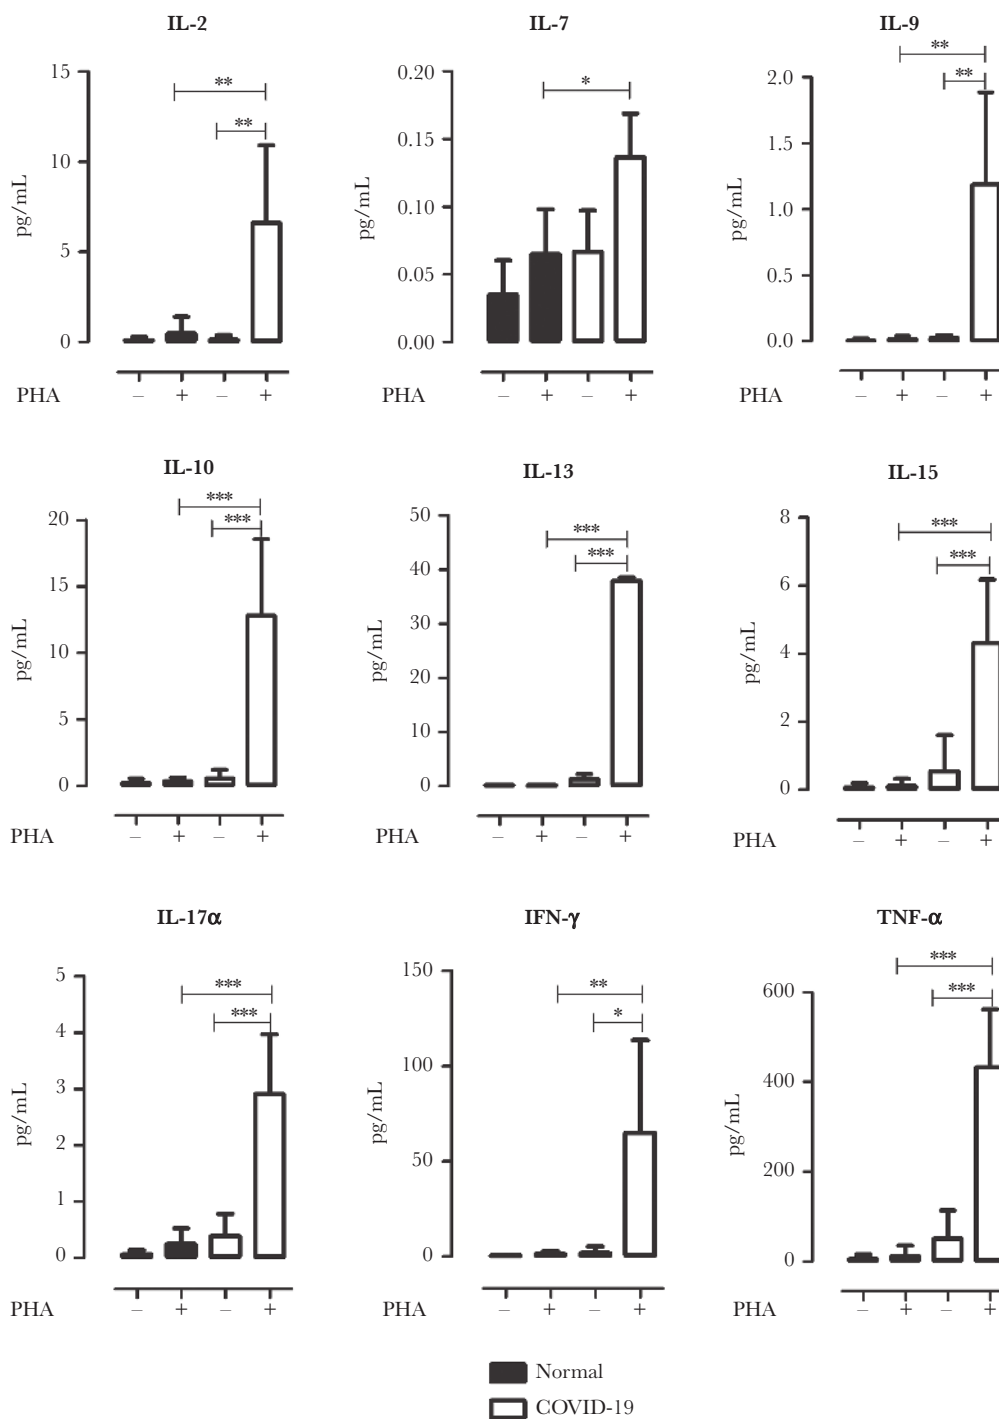 IL-2 IL-7 IL-9
** * **
** **
15 0.20 2.0
10 0.15 1.5
5 0.10 1.0
0 0.05 0.5
0.00 0.0
pg/mL pg/mL pg/mL
PHA – + – + PHA – + – + PHA – + – +
IL-10 IL-13 IL-15
*** *** ***
*** *** ***
20 50 8
15 40 6
10 30 4
5 20 2
0 10 0
0
pg/mL pg/mL pg/mL
PHA – + – + PHA – + – + PHA – + – +
IL-17α IFN-γ TNF-α
*** ** ***
*** * ***
5 150 600
4 100 400
3 50 200
2 0 0
1
0
pg/mL pg/mL pg/mL
PHA – + – + PHA – + – + PHA – + – +
Normal
COVID-19